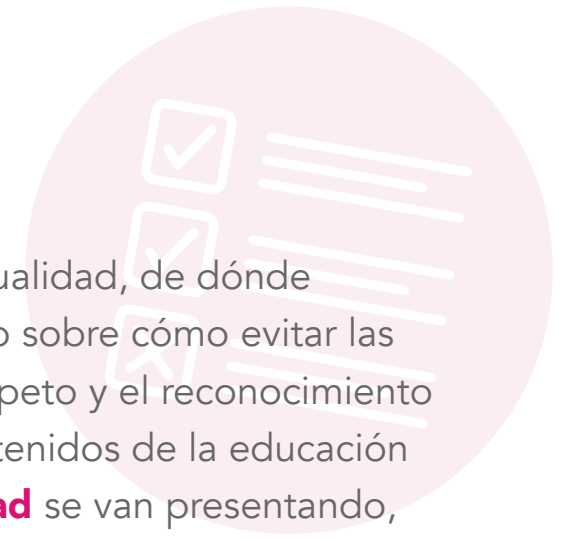 ualidad, de dónde
o sobre cómo evitar las
peto y el reconocimiento
tenidos de la educación
ad se van presentando,